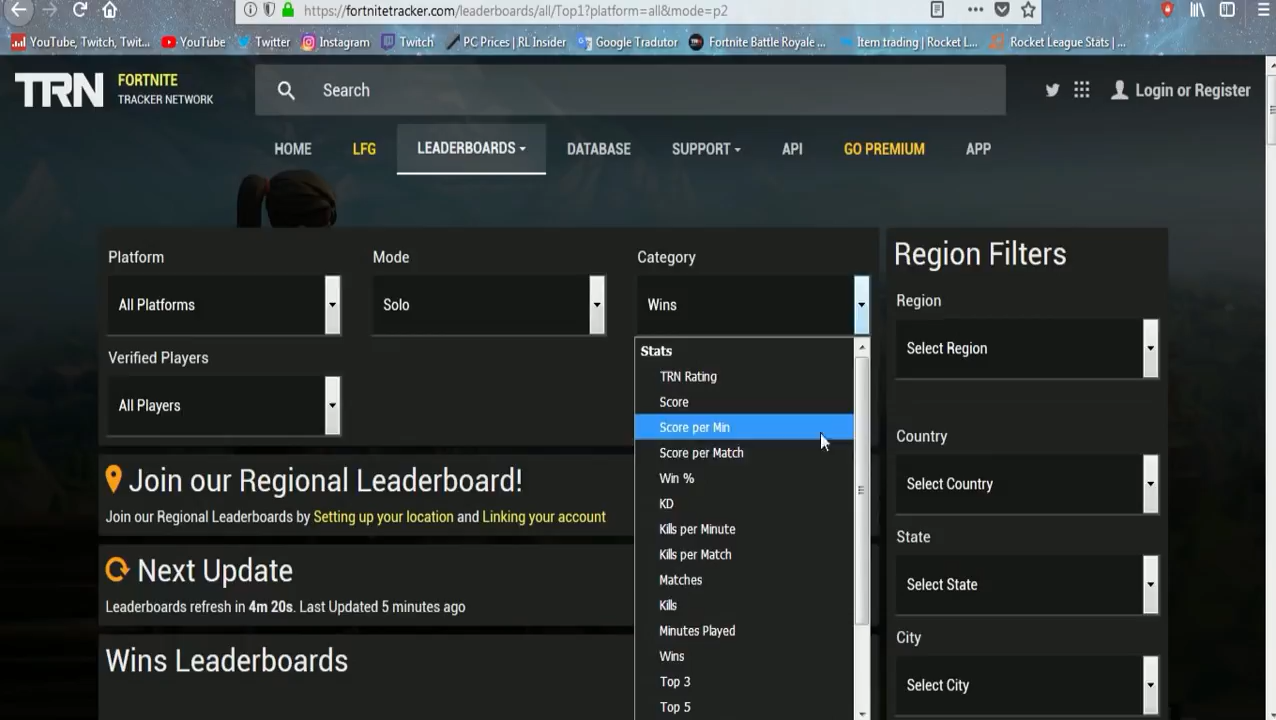 https://fortnitetracker.com/leaderboards/all/Top1?platform=all&mode=p2
YouTube, Twitch, Twit... YouTube Twitter Instagram Twitch PC Prices | RL Insider Google Tradutor Fortnite Battle Royale ... Item trading | Rocket L... Rocket League Stats | ...
TRN FORTNITE
TRACKER NETWORK
Search
Login or Register
HOME LFG LEADERBOARDS DATABASE SUPPORT API GO PREMIUM APP
Platform Mode Category
All Platforms Solo Wins
Verified Players
All Players
Stats
TRN Rating
Score
Score per Min
Score per Match
Win %
KD
Kills per Minute
Kills per Match
Matches
Kills
Minutes Played
Wins
Top 3
Top 5
Join our Regional Leaderboard!
Join our Regional Leaderboards by Setting up your location and Linking your account
Next Update
Leaderboards refresh in 4m 20s. Last Updated 5 minutes ago
Wins Leaderboards
Region Filters
Region
Select Region
Country
Select Country
State
Select State
City
Select City